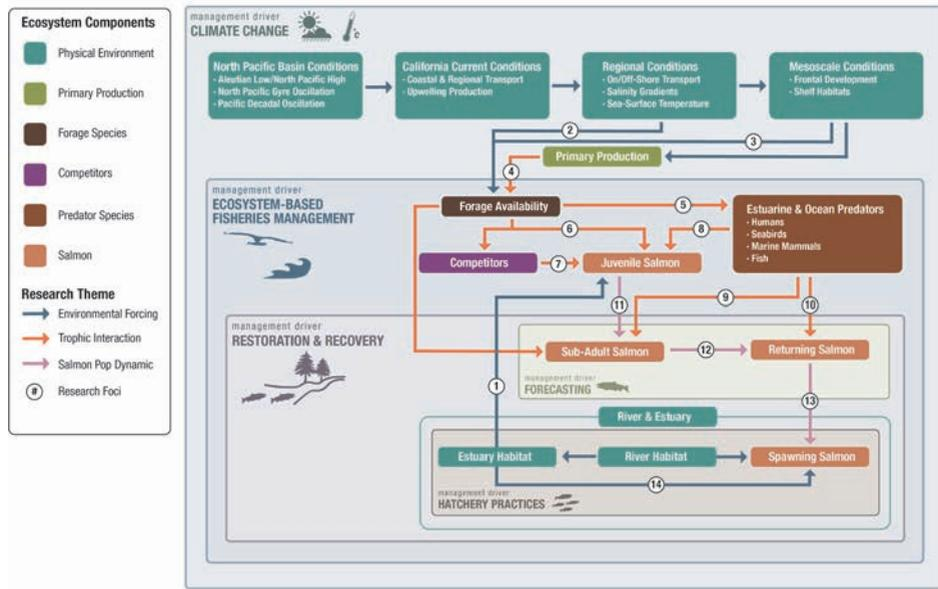 Ecosystem Components
Physical Environment
Primary Production
Forage Species
Competitors
Predator Species
Salmon
Research Theme
Environmental Forcing
Trophic Interaction
Salmon Pop Dynamic
# Research Foci
management driver
CLIMATE CHANGE
°c
North Pacific Basin Conditions
- Aleutian Low/North Pacific High
- North Pacific Gyre Oscillation
- Pacific Decadal Oscillation
California Current Conditions
- Coastal & Regional Transport
- Upwelling Production
Regional Conditions
- On/Off-Shore Transport
- Salinity Gradients
- Sea-Surface Temperature
Mesoscale Conditions
- Frontal Development
- Shelf Habitats
2
3
Primary Production
4
management driver
ECOSYSTEM-BASED
FISHERIES MANAGEMENT
Forage Availability
5
Estuarine & Ocean Predators
- Humans
- Seabirds
- Marine Mammals
- Fish
6
8
Competitors
7
Juvenile Salmon
9
11
10
management driver
RESTORATION & RECOVERY
Sub-Adult Salmon
12
Returning Salmon
management driver
FORECASTING
1
13
River & Estuary
Estuary Habitat
River Habitat
Spawning Salmon
14
management driver
HATCHERY PRACTICES